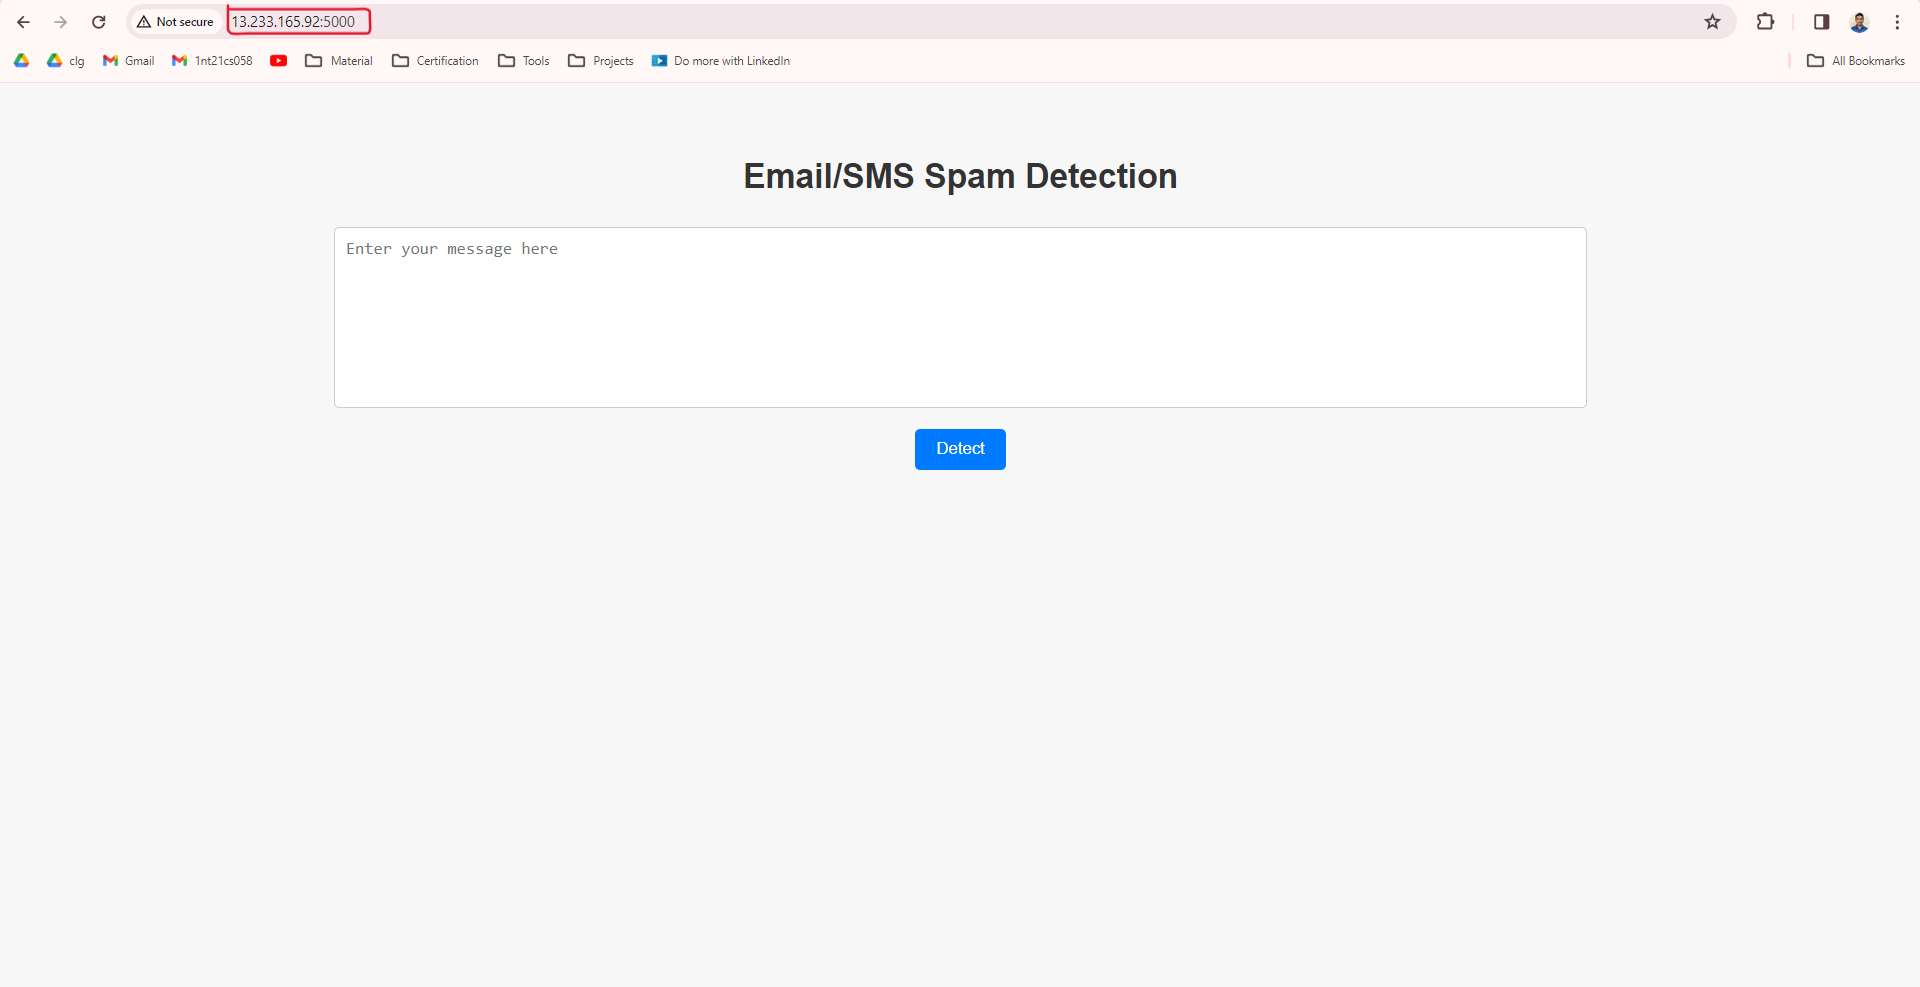 Not secure 13.233.165.92:5000
clg Gmail 1nt21cs058 Material Certification Tools Projects Do more with LinkedIn All Bookmarks
Email/SMS Spam Detection
Enter your message here
Detect